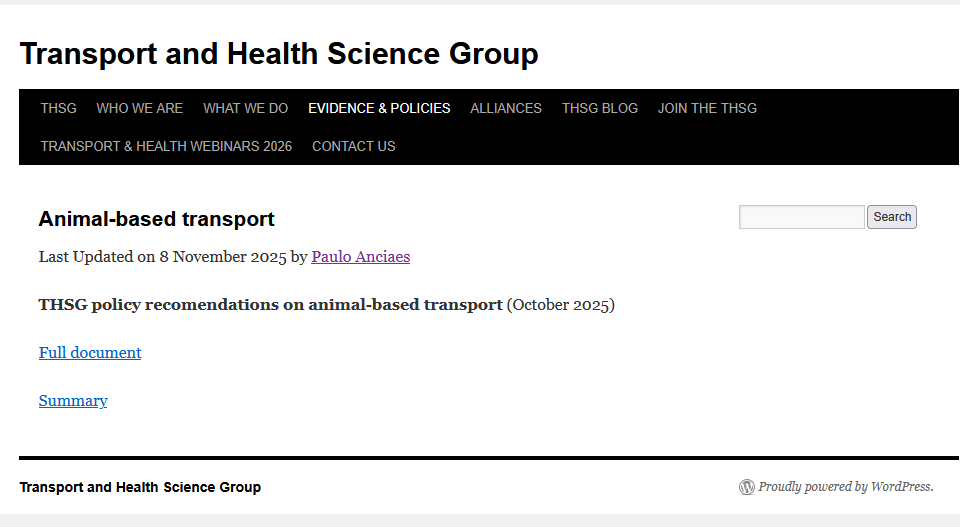 Transport and Health Science Group
THSG WHO WE ARE WHAT WE DO EVIDENCE & POLICIES ALLIANCES THSG BLOG JOIN THE THSG
TRANSPORT & HEALTH WEBINARS 2026 CONTACT US
Animal-based transport
Search
Last Updated on 8 November 2025 by Paulo Anciaes
THSG policy recomendations on animal-based transport (October 2025)
Full document
Summary
Transport and Health Science Group
Proudly powered by WordPress.